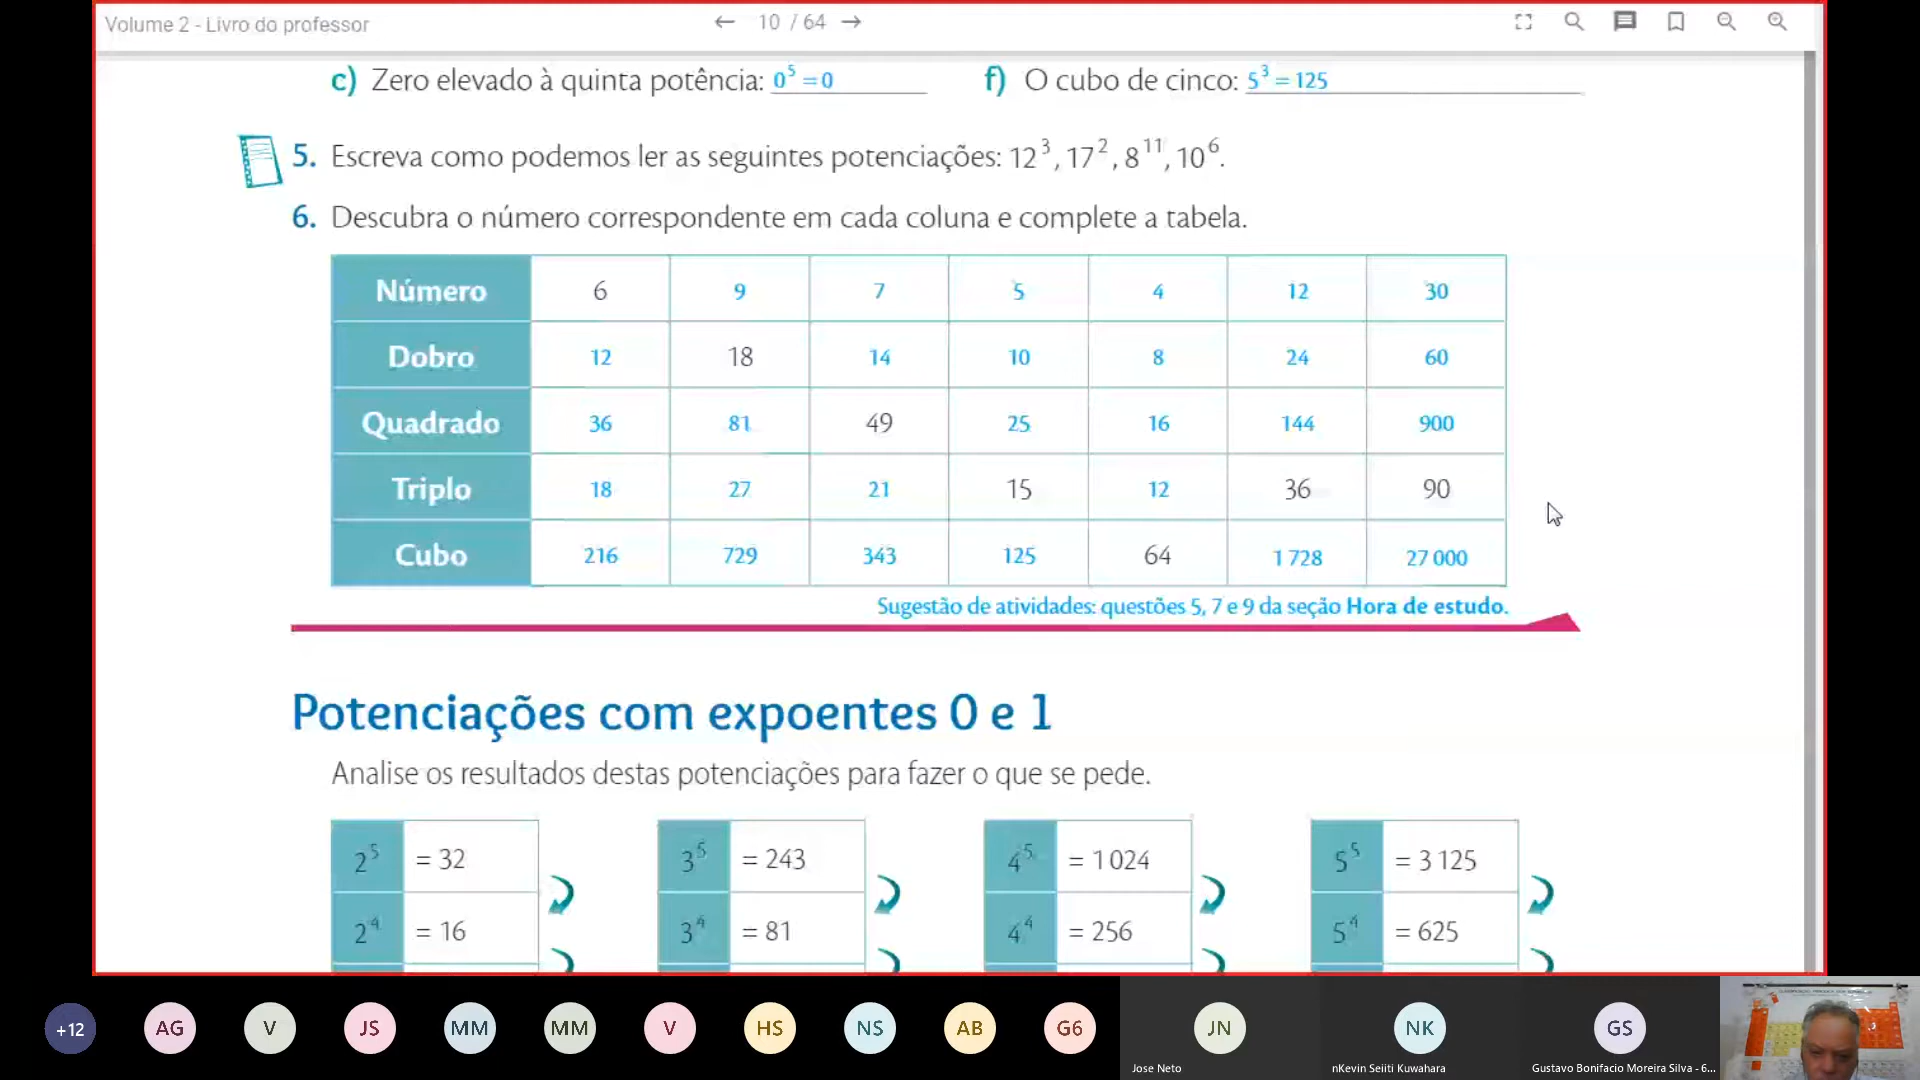 Volume 2 - Livro do professor
← 10 / 64 →
c) Zero elevado à quinta potência: 0⁵ = 0
f) O cubo de cinco: 5³ = 125
5. Escreva como podemos ler as seguintes potenciações: 12³, 17², 8¹¹, 10⁶.
6. Descubra o número correspondente em cada coluna e complete a tabela.
Número 6 9 7 5 4 12 30
Dobro 12 18 14 10 8 24 60
Quadrado 36 81 49 25 16 144 900
Triplo 18 27 21 15 12 36 90
Cubo 216 729 343 125 64 1 728 27 000
Sugestão de atividades: questões 5, 7 e 9 da seção Hora de estudo.
Potenciações com expoentes 0 e 1
Analise os resultados destas potenciações para fazer o que se pede.
2⁵ = 32 3⁵ = 243 4⁵ = 1 024 5⁵ = 3 125
2⁴ = 16 3⁴ = 81 4⁴ = 256 5⁴ = 625
+12 AG V JS MM MM V HS NS AB G6 JN NK GS
Jose Neto nKevin Seiiti Kuwahara Gustavo Bonifacio Moreira Silva - 6...